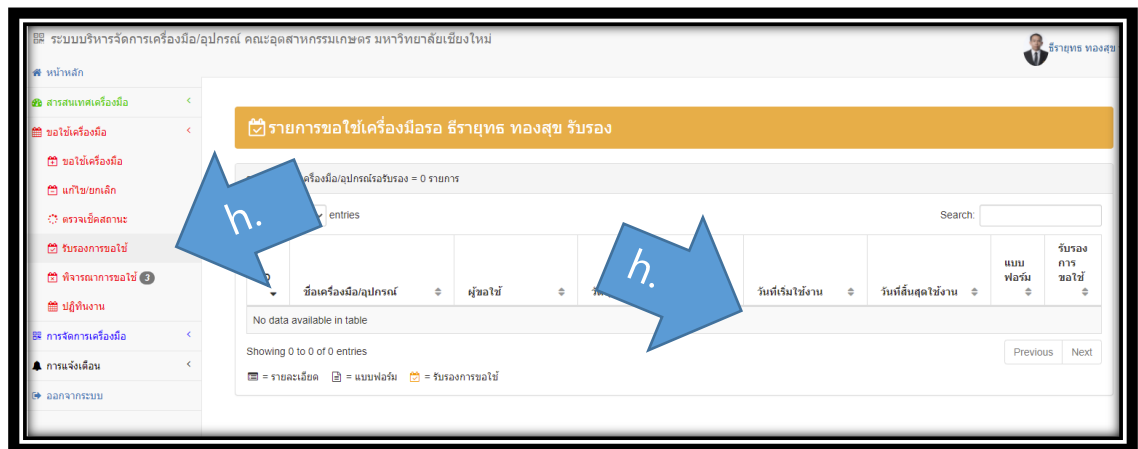 ระบบบริหารจัดการเครื่องมือ/อุปกรณ์ คณะอุตสาหกรรมเกษตร มหาวิทยาลัยเชียงใหม่
ธีรายุทธ ทองสุข
หน้าหลัก
สารสนเทศเครื่องมือ
ขอใช้เครื่องมือ
ขอใช้เครื่องมือ
แก้ไข/ยกเลิก
ตรวจเช็คสถานะ
รับรองการขอใช้
พิจารณาการขอใช้ 3
ปฏิทินงาน
การจัดการเครื่องมือ
การแจ้งเตือน
ออกจากระบบ
รายการขอใช้เครื่องมือรอ ธีรายุทธ ทองสุข รับรอง
เครื่องมือ/อุปกรณ์รอรับรอง = 0 รายการ
entries
Search:
ชื่อเครื่องมือ/อุปกรณ์ ผู้ขอใช้ วันที่เริ่มใช้งาน วันที่สิ้นสุดใช้งาน แบบฟอร์ม รับรองการขอใช้
No data available in table
Showing 0 to 0 of 0 entries
Previous Next
= รายละเอียด = แบบฟอร์ม = รับรองการขอใช้
h.
h.